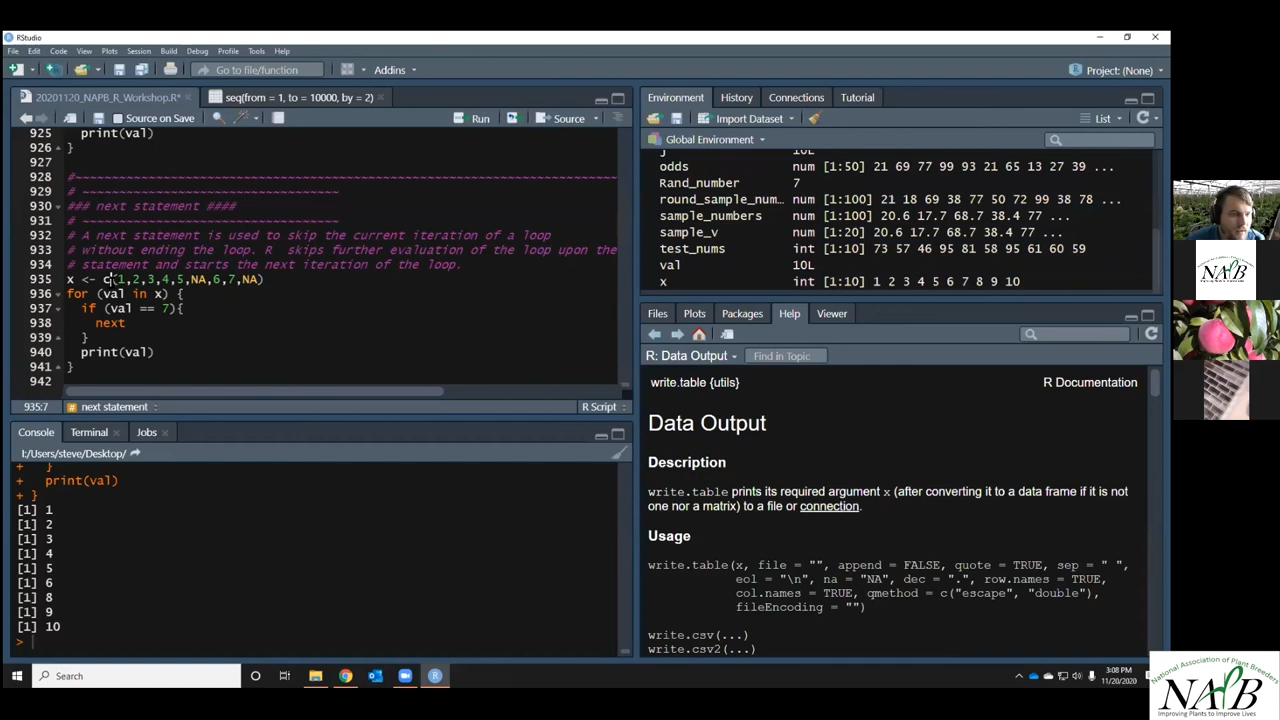 RStudio
File Edit Code View Plots Session Build Debug Profile Tools Help
Go to file/function
Addins
Project: (None)
20201120_NAPB_R_Workshop.R*
seq(from = 1, to = 10000, by = 2)
Source on Save
Run
Source
925 print(val)
926 }
927
928 #~~~~~~~~~~~~~~~~~~~~~~~~~~~~~~~~~~~~~~~~~~~~~~~~~~~~~~~~~~~~~~~~~~~~~~~~~
929 # ~~~~~~~~~~~~~~~~~~~~~~~~~~~~~~~~~~~
930 ### next statement ####
931 # ~~~~~~~~~~~~~~~~~~~~~~~~~~~~~~~~~~~
932 # A next statement is used to skip the current iteration of a loop
933 # without ending the loop. R skips further evaluation of the loop upon the
934 # statement and starts the next iteration of the loop.
935 x <- c(1,2,3,4,5,NA,6,7,NA)
936 for (val in x) {
937 if (val == 7){
938 next
939 }
940 print(val)
941 }
942
935:7 next statement R Script
Console Terminal Jobs
I:/Users/steve/Desktop/
+ }
+ print(val)
+ }
[1] 1
[1] 2
[1] 3
[1] 4
[1] 5
[1] 6
[1] 8
[1] 9
[1] 10
>
Environment History Connections Tutorial
Import Dataset
List
Global Environment
j 10L
odds num [1:50] 21 69 77 99 93 21 65 13 27 39 ...
Rand_number 7
round_sample_num… num [1:100] 21 18 69 38 77 50 72 99 38 78 ...
sample_numbers num [1:100] 20.6 17.7 68.7 38.4 77 ...
sample_v num [1:20] 20.6 17.7 68.7 38.4 77 ...
test_nums int [1:10] 37 46 95 81 58 95 61 60 59
val 10L
x int [1:10] 1 2 3 4 5 6 7 8 9 10
Files Plots Packages Help Viewer
R: Data Output
Find in Topic
write.table {utils} R Documentation
Data Output
Description
write.table prints its required argument x (after converting it to a data frame if it is not
one nor a matrix) to a file or connection.
Usage
write.table(x, file = "", append = FALSE, quote = TRUE, sep = " ",
eol = "\n", na = "NA", dec = ".", row.names = TRUE,
col.names = TRUE, qmethod = c("escape", "double"),
fileEncoding = "")
write.csv(...)
write.csv2(...)
Search
3:08 PM
11/20/2020
NAPB
National Association of Plant Breeders
NAPB
Improving Plants to Improve Lives